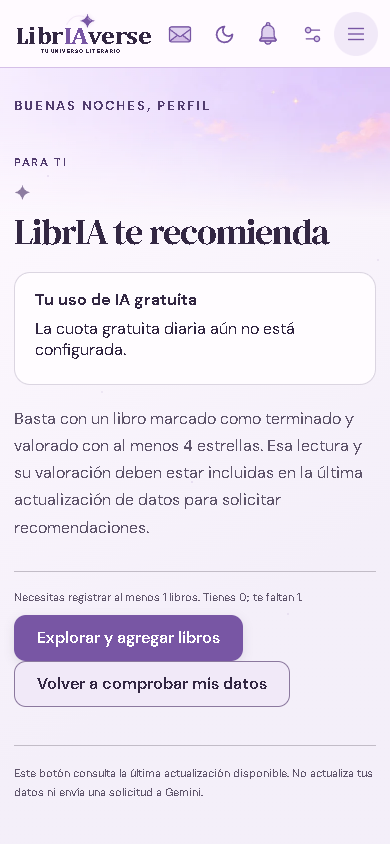 LibrIAverse
TU UNIVERSO LITERARIO
BUENAS NOCHES, PERFIL
PARA TI
LibrIA te recomienda
Tu uso de IA gratuita
La cuota gratuita diaria aún no está
configurada.
Basta con un libro marcado como terminado y
valorado con al menos 4 estrellas. Esa lectura y
su valoración deben estar incluidas en la última
actualización de datos para solicitar
recomendaciones.
Necesitas registrar al menos 1 libros. Tienes 0; te faltan 1.
Explorar y agregar libros
Volver a comprobar mis datos
Este botón consulta la última actualización disponible. No actualiza tus
datos ni envía una solicitud a Gemini.